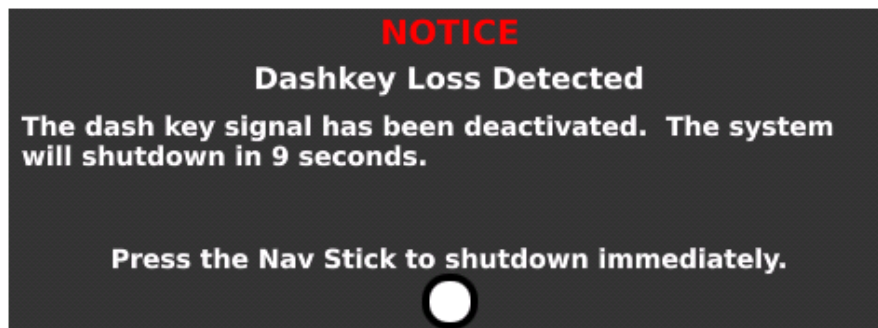 NOTICE
Dashkey Loss Detected
The dash key signal has been deactivated.  The system
will shutdown in 9 seconds.
Press the Nav Stick to shutdown immediately.